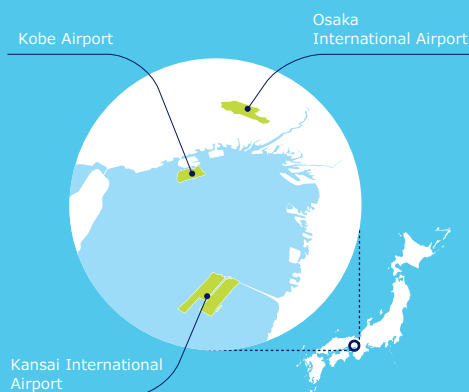 Osaka
International Airport
Kobe Airport
Kansai International
Airport